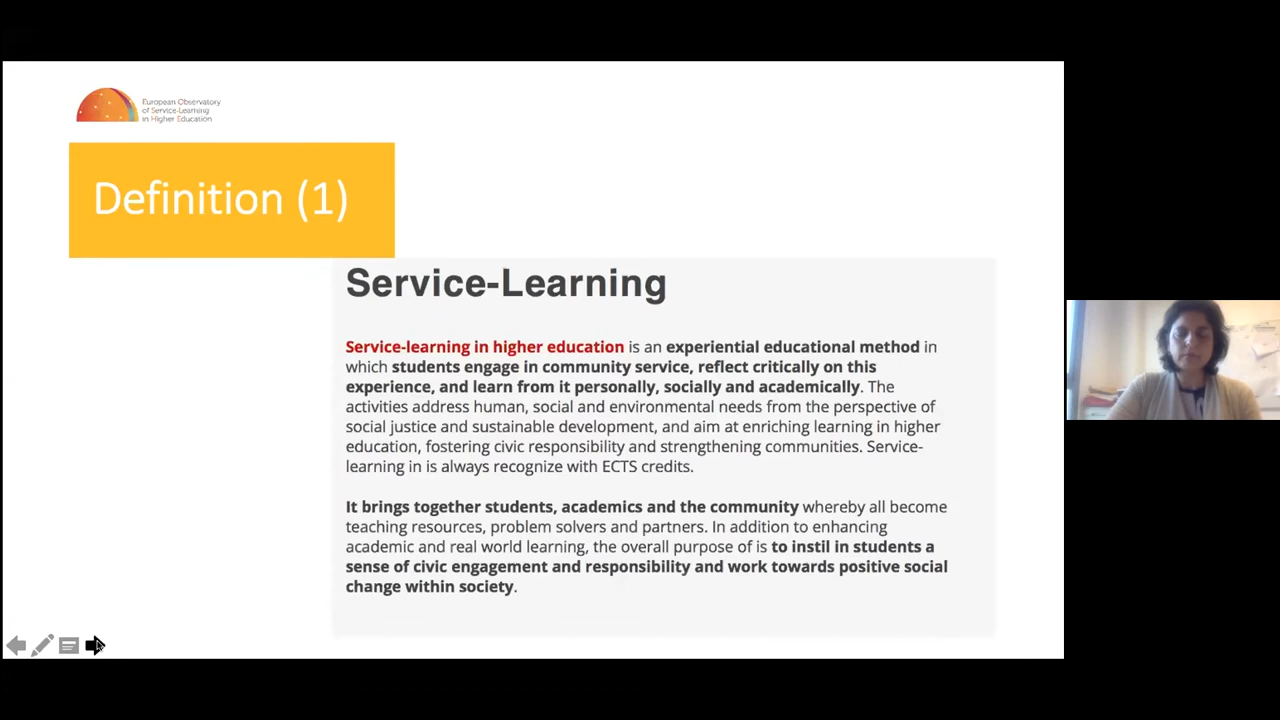 European Observatory
of Service-Learning
in Higher Education
Definition (1)
Service-Learning
Service-learning in higher education is an experiential educational method in
which students engage in community service, reflect critically on this
experience, and learn from it personally, socially and academically. The
activities address human, social and environmental needs from the perspective of
social justice and sustainable development, and aim at enriching learning in higher
education, fostering civic responsibility and strengthening communities. Service-
learning in is always recognize with ECTS credits.
It brings together students, academics and the community whereby all become
teaching resources, problem solvers and partners. In addition to enhancing
academic and real world learning, the overall purpose of is to instil in students a
sense of civic engagement and responsibility and work towards positive social
change within society.